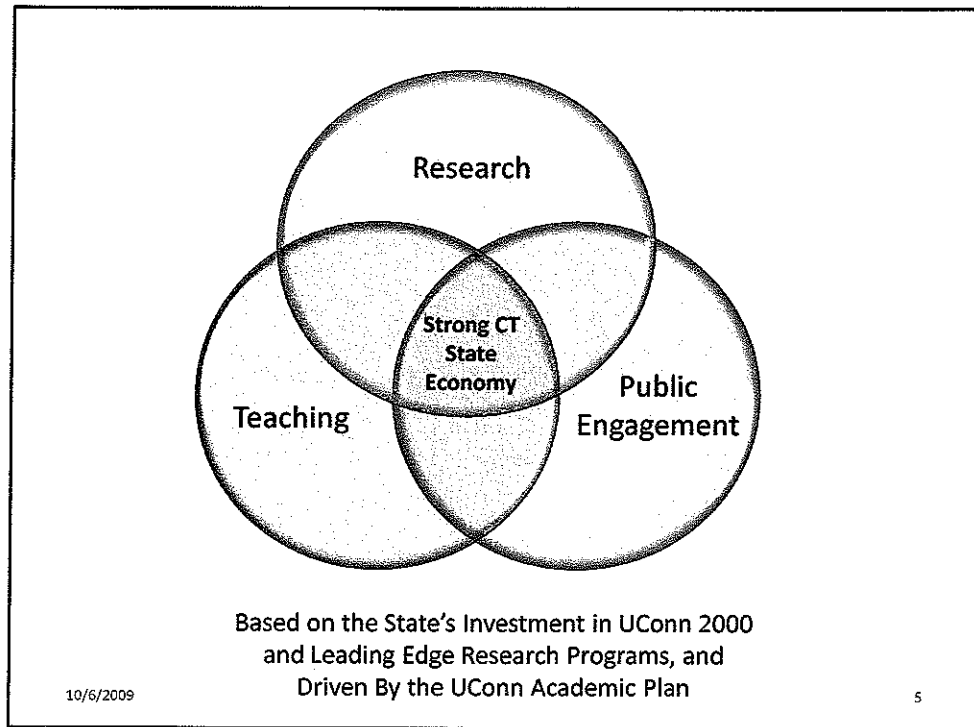 Research
Strong CT
State
Economy
Teaching
Public
Engagement
Based on the State's Investment in UConn 2000
and Leading Edge Research Programs, and
Driven By the UConn Academic Plan
10/6/2009
5